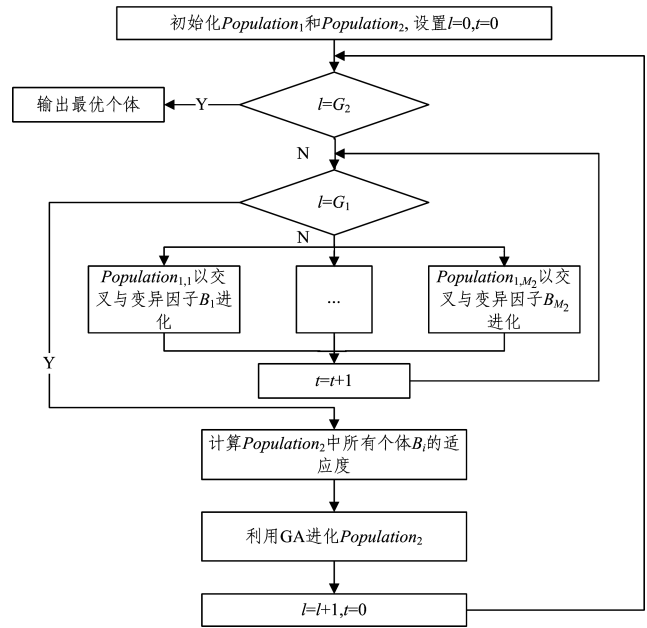 初始化Population₁和Population₂, 设置l=0,t=0
l=G₂
Y
输出最优个体
N
l=G₁
N
Population₁,₁以交
叉与变异因子B₁进
化
...
Population₁,M₂以交
叉与变异因子BM₂
进化
Y
t=t+1
计算Population₂中所有个体Bᵢ的适
应度
利用GA进化Population₂
l=l+1,t=0